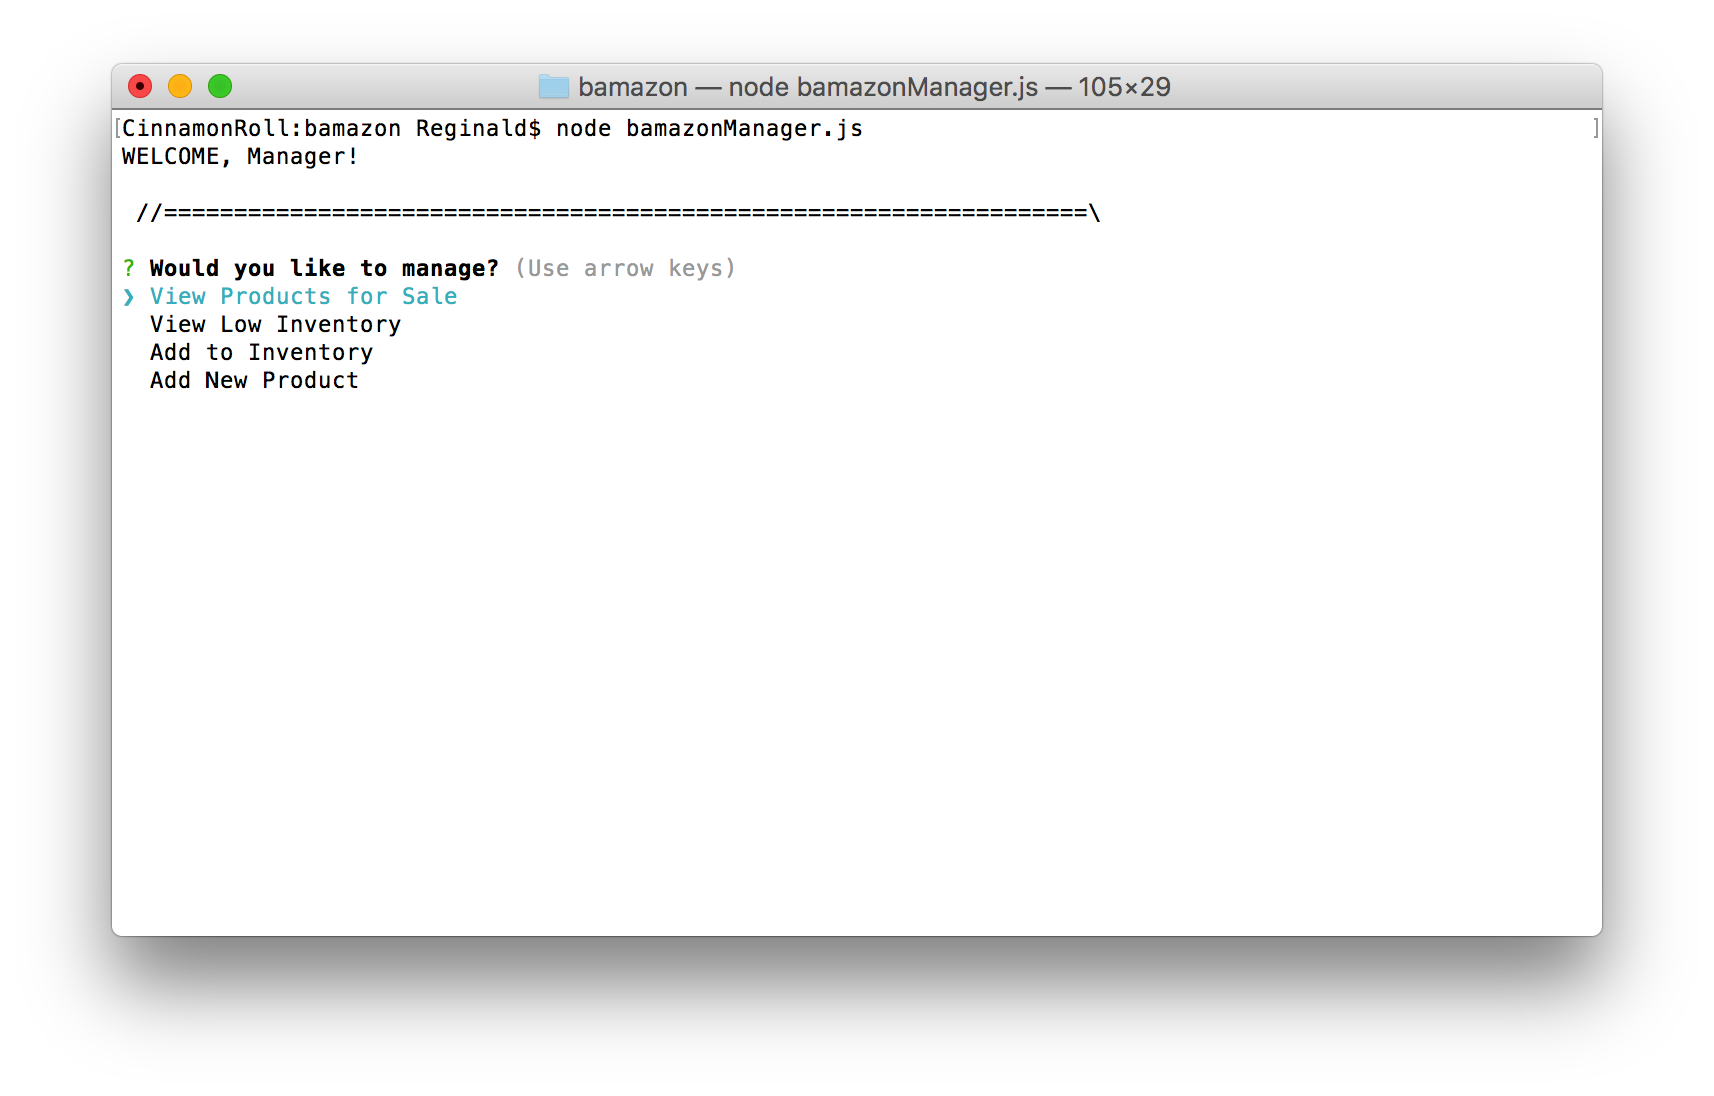 bamazon — node bamazonManager.js — 105×29
[CinnamonRoll:bamazon Reginald$ node bamazonManager.js ]
WELCOME, Manager!
//==================================================================\
? Would you like to manage? (Use arrow keys)
❯ View Products for Sale
View Low Inventory
Add to Inventory
Add New Product